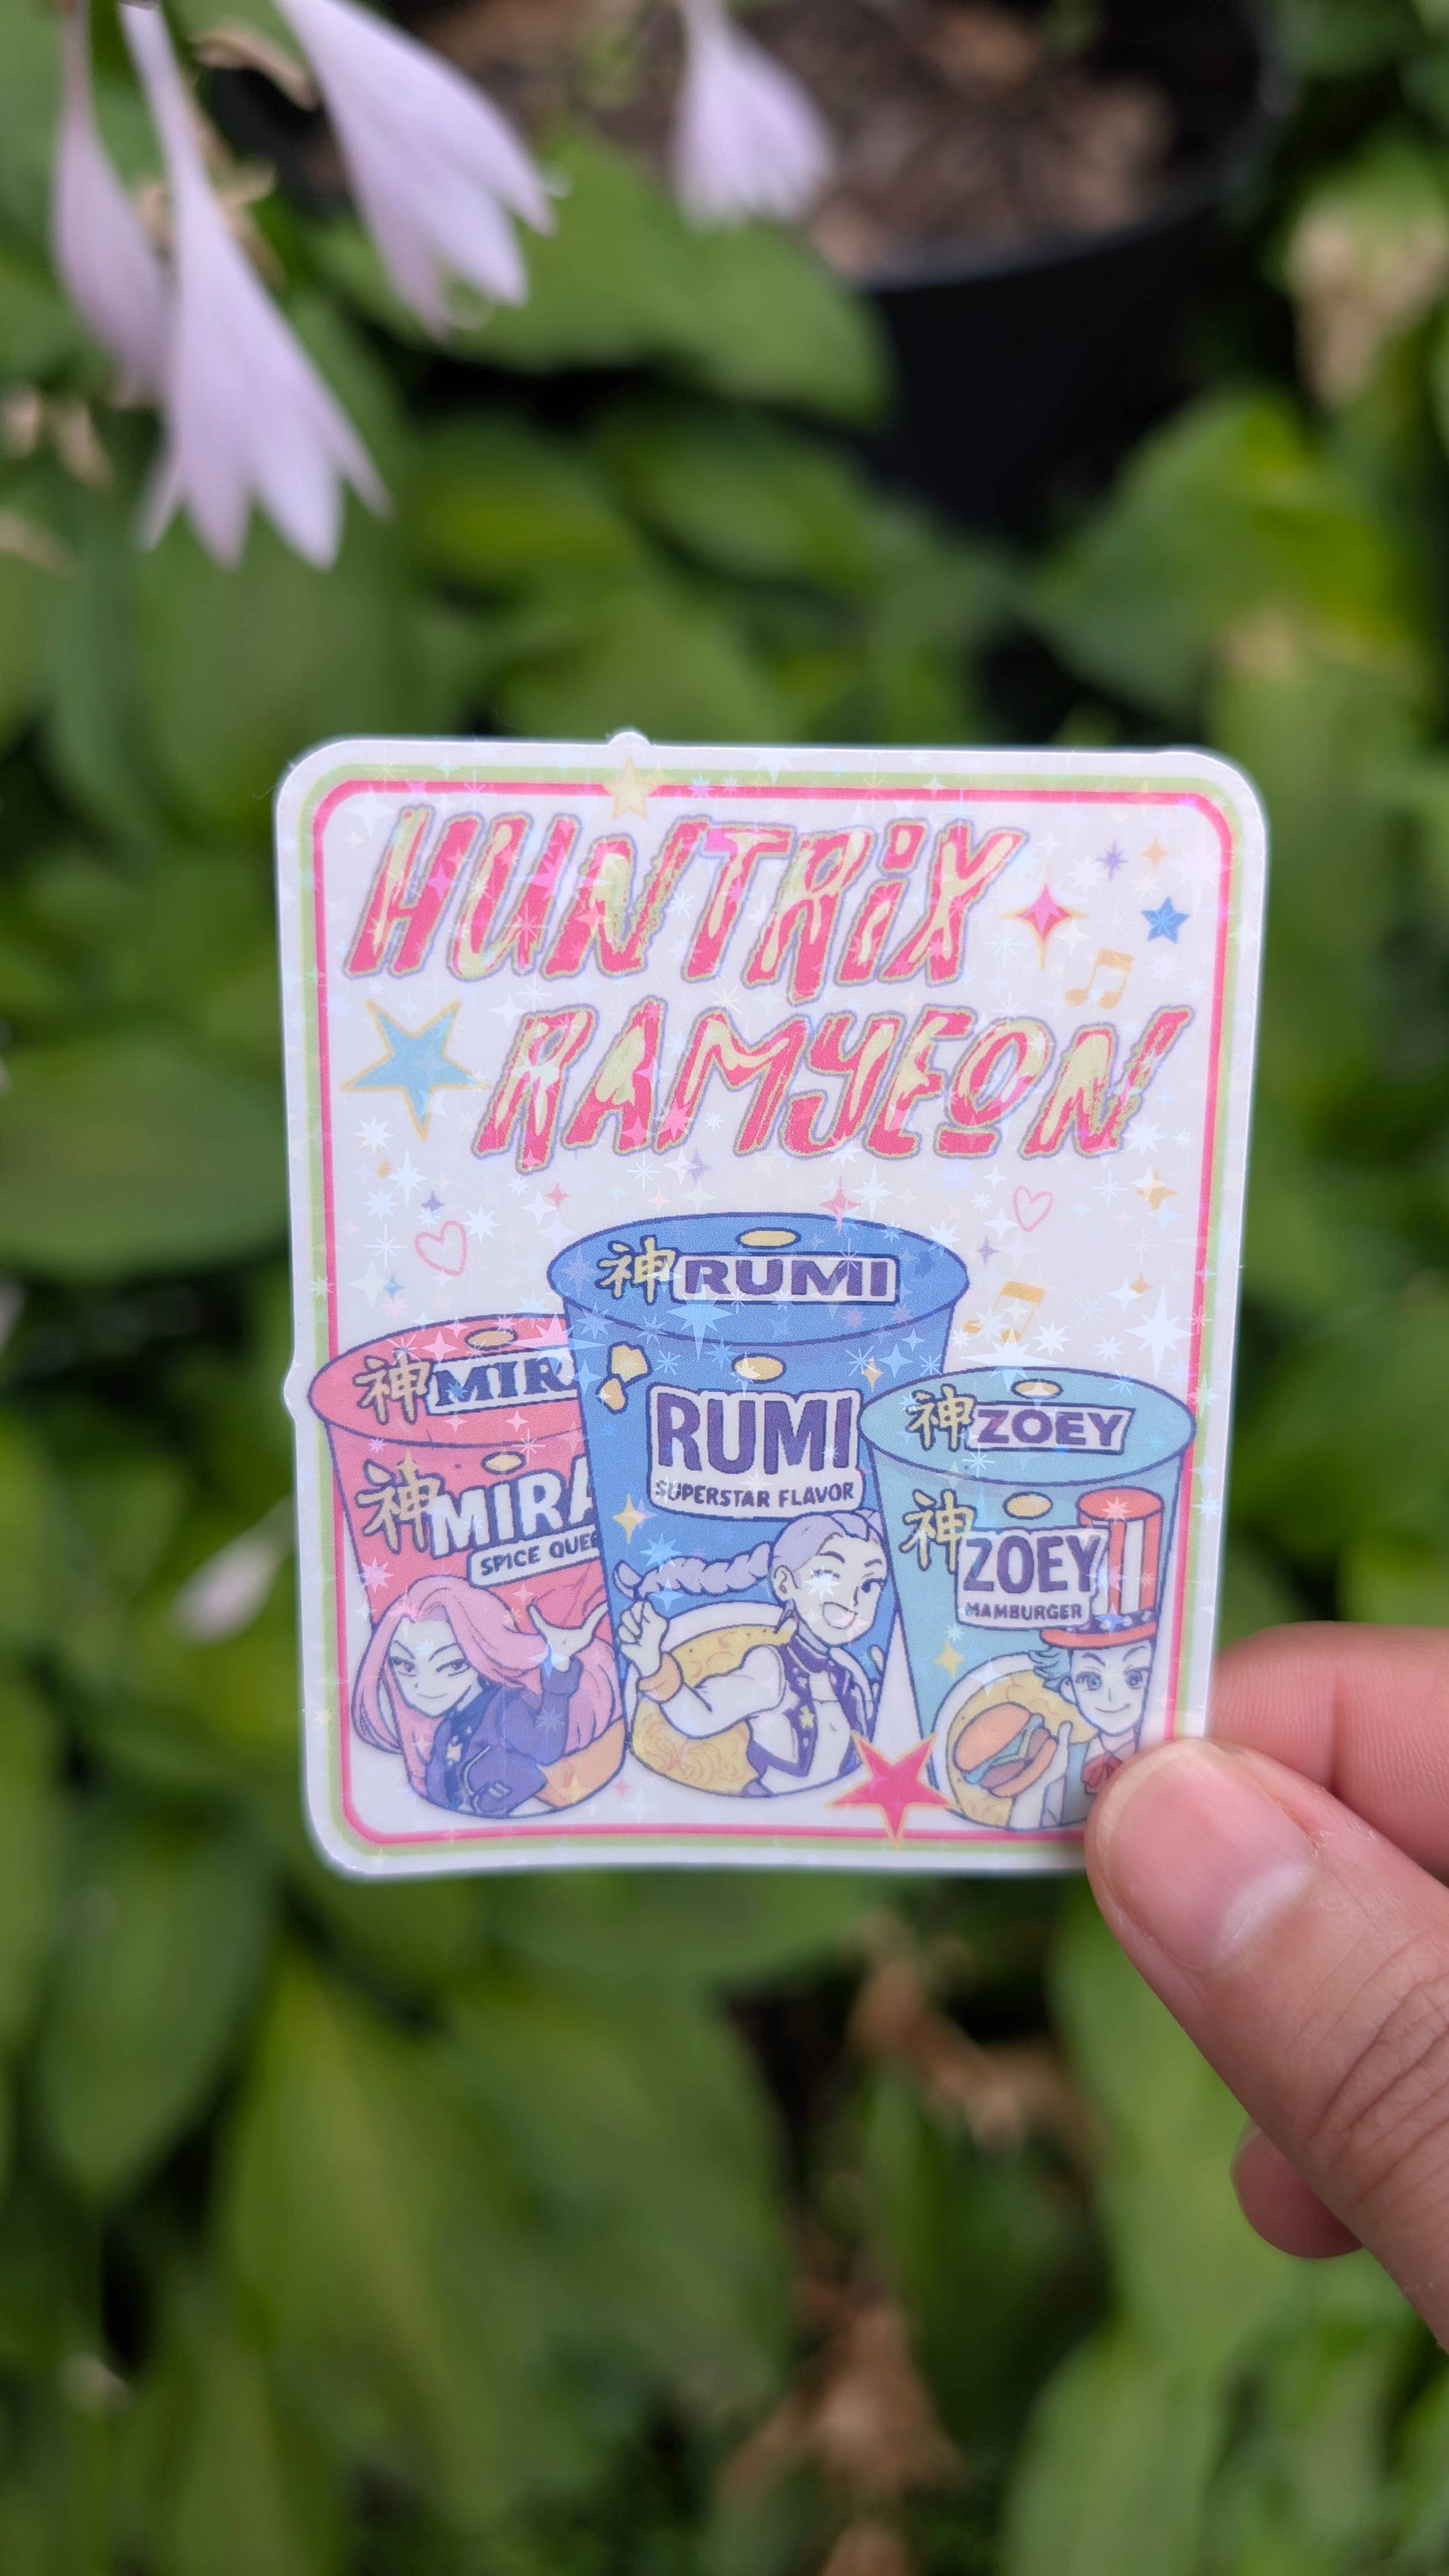 HUNTRiX
RAMYEON
神 RUMI
神 MIR
神 ZOEY
RUMI
SUPERSTAR FLAVOR
神 MIRA
SPICE QUEE
神 ZOEY
MAMBURGER